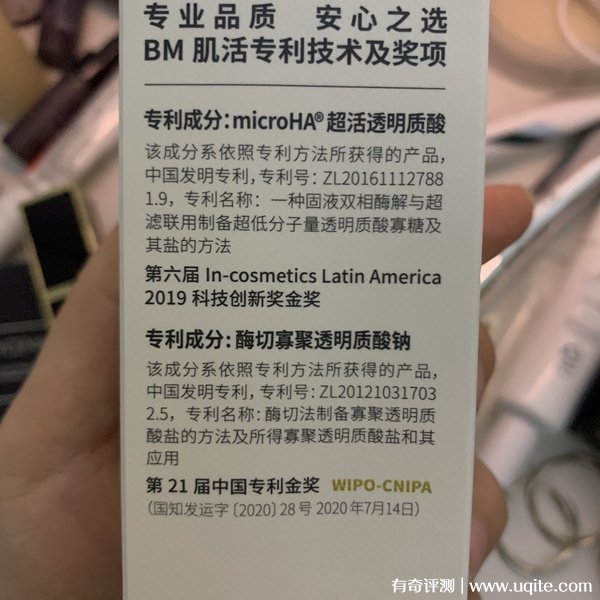 专业品质 安心之选
BM 肌活专利技术及奖项
专利成分：microHA® 超活透明质酸
该成分系依照专利方法所获得的产品，
中国发明专利，专利号：ZL20161112788
1.9，专利名称：一种固液双相酶解与超
滤联用制备超低分子量透明质酸寡糖及
其盐的方法
第六届 In-cosmetics Latin America
2019 科技创新奖金奖
专利成分：酶切寡聚透明质酸钠
该成分系依照专利方法所获得的产品，
中国发明专利，专利号：ZL20121031703
2.5，专利名称：酶切法制备寡聚透明质
酸盐的方法及所得寡聚透明质酸盐和其
应用
第 21 届中国专利金奖 WIPO-CNIPA
（国知发运字〔2020〕28号 2020年7月14日）
有奇评测 | www.uqite.com